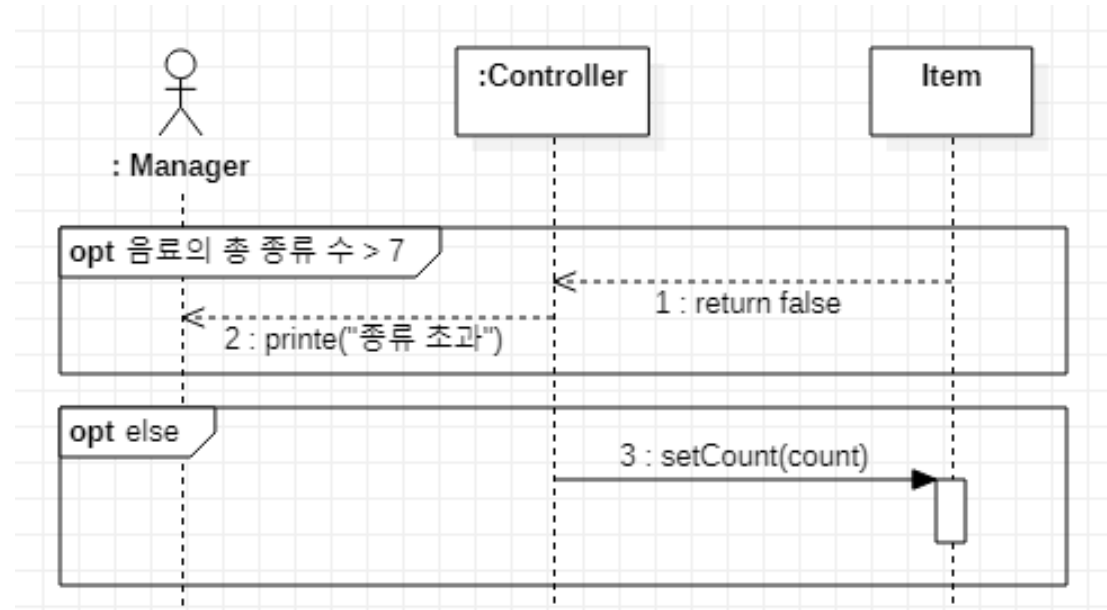 :Controller
Item
: Manager
opt 음료의 총 종류 수 > 7
1 : return false
2 : printe("종류 초과")
opt else
3 : setCount(count)